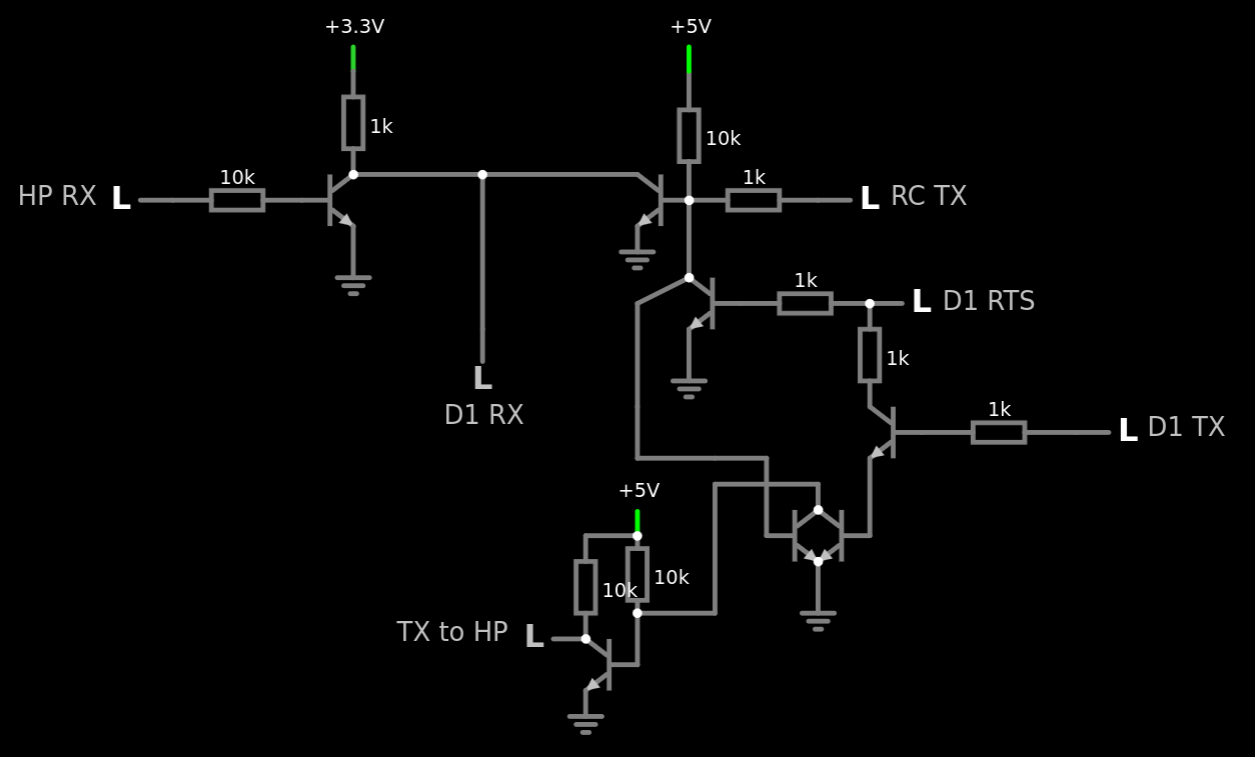 +3.3V
+5V
1k
10k
HP RX L
10k
1k
L RC TX
1k
L D1 RTS
1k
L
D1 RX
1k
L D1 TX
+5V
10k
10k
TX to HP L